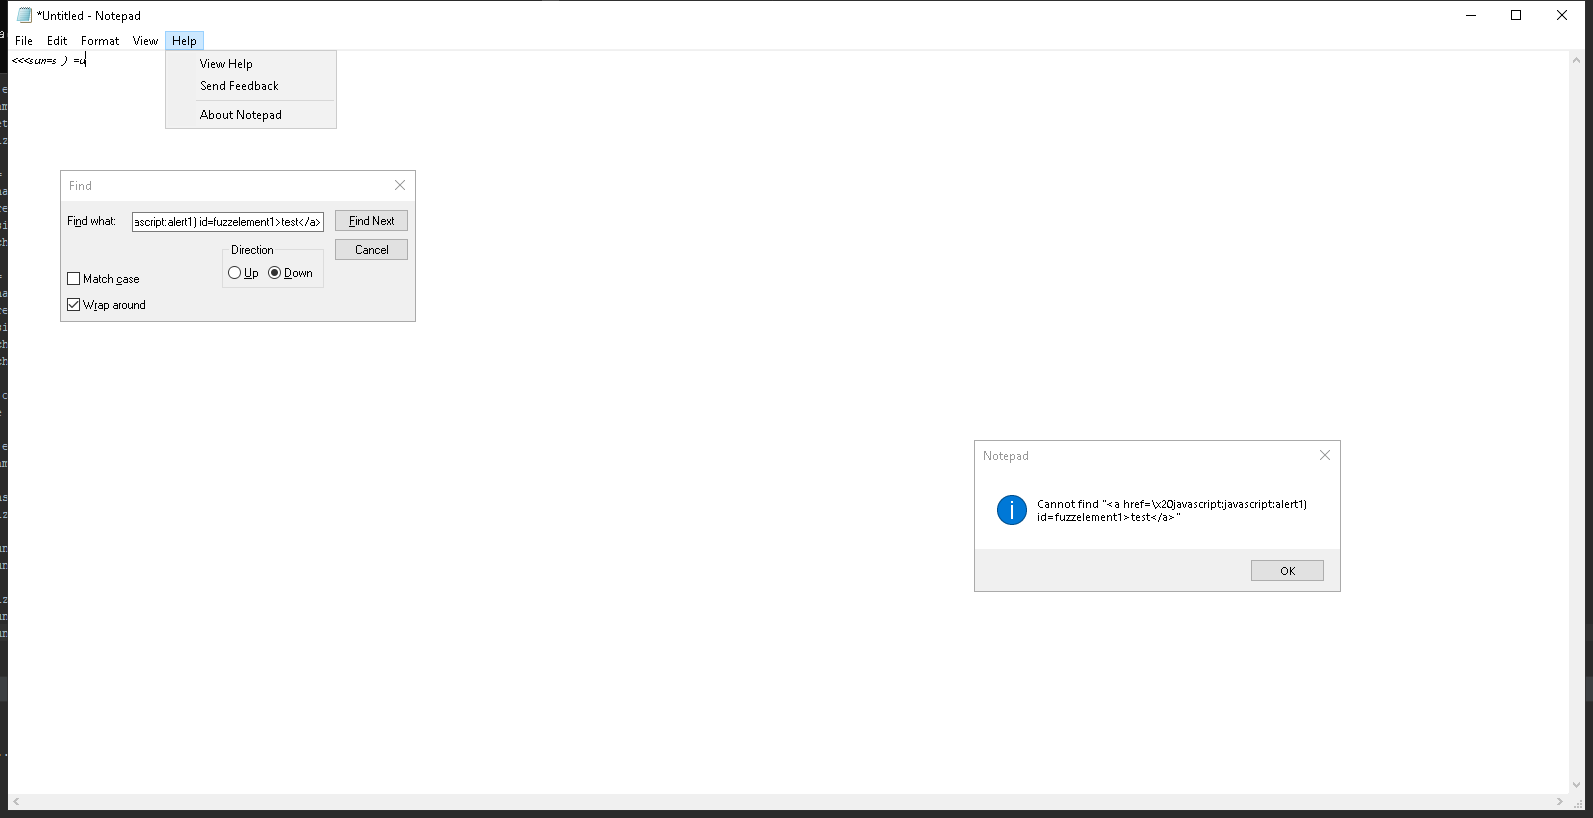 *Untitled - Notepad
File Edit Format View Help
<<<sun=s ) =u
View Help
Send Feedback
About Notepad
Find
Find what: ascript:alert1) id=fuzzelement1>test</a> Find Next
Direction Cancel
Up Down
Match case
Wrap around
Notepad
Cannot find "<a href=\x20javascript:javascript:alert1)
id=fuzzelement1>test</a>"
OK